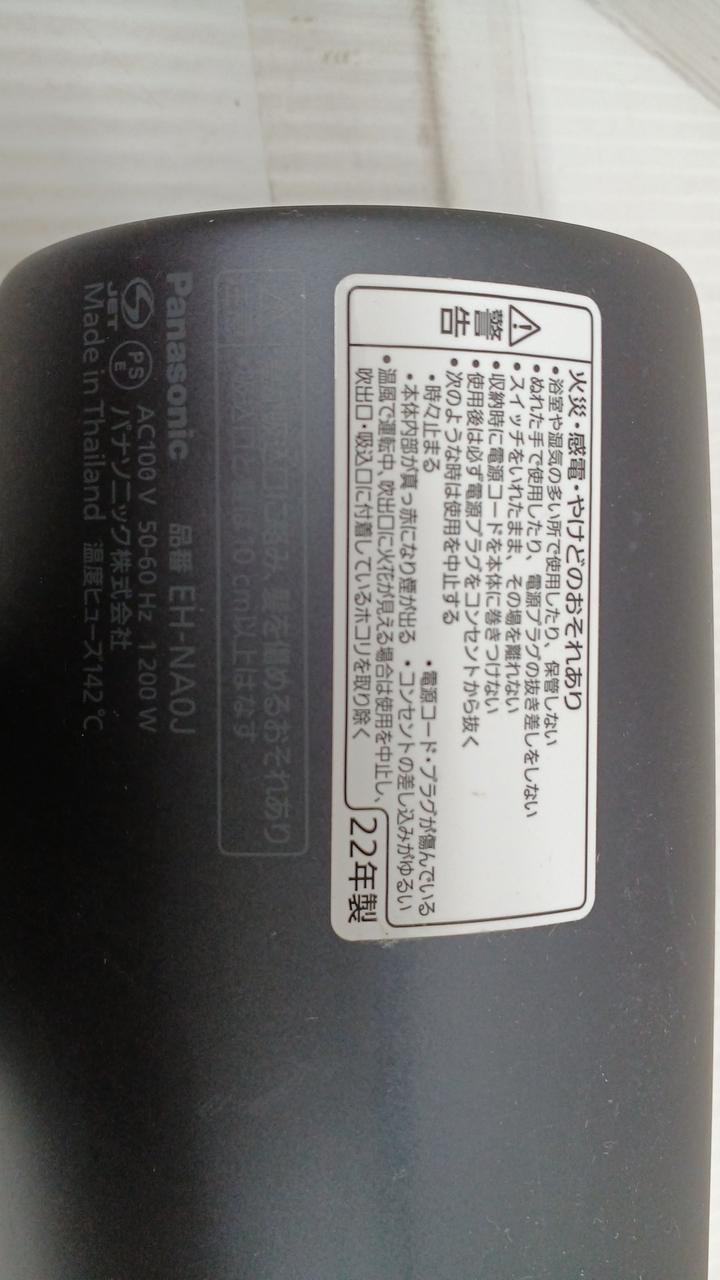 警告
火災・感電・やけどのおそれあり
•浴室や湿気の多い所で使用したり、保管しない
•ぬれた手で使用したり、電源プラグの抜き差しをしない
•スイッチをいれたまま、その場を離れない
•収納時に電源コードを本体に巻きつけない
•使用後は必ず電源プラグをコンセントから抜く
•次のような時は使用を中止する
・時々止まる ・電源コード・プラグが傷んでいる
・本体内部が真っ赤になり煙が出る ・コンセントの差し込みがゆるい
•温風で運転中、吹出口に火花が見える場合は使用を中止し、
吹出口・吸込口に付着しているホコリを取り除く
22年製
を傷めるおそれあり
は10cm以上はなす
Panasonic 品番 EH-NA0J
AC100 V 50-60 Hz 1200 W
JET PS E パナソニック株式会社
Made in Thailand 温度ヒューズ142℃